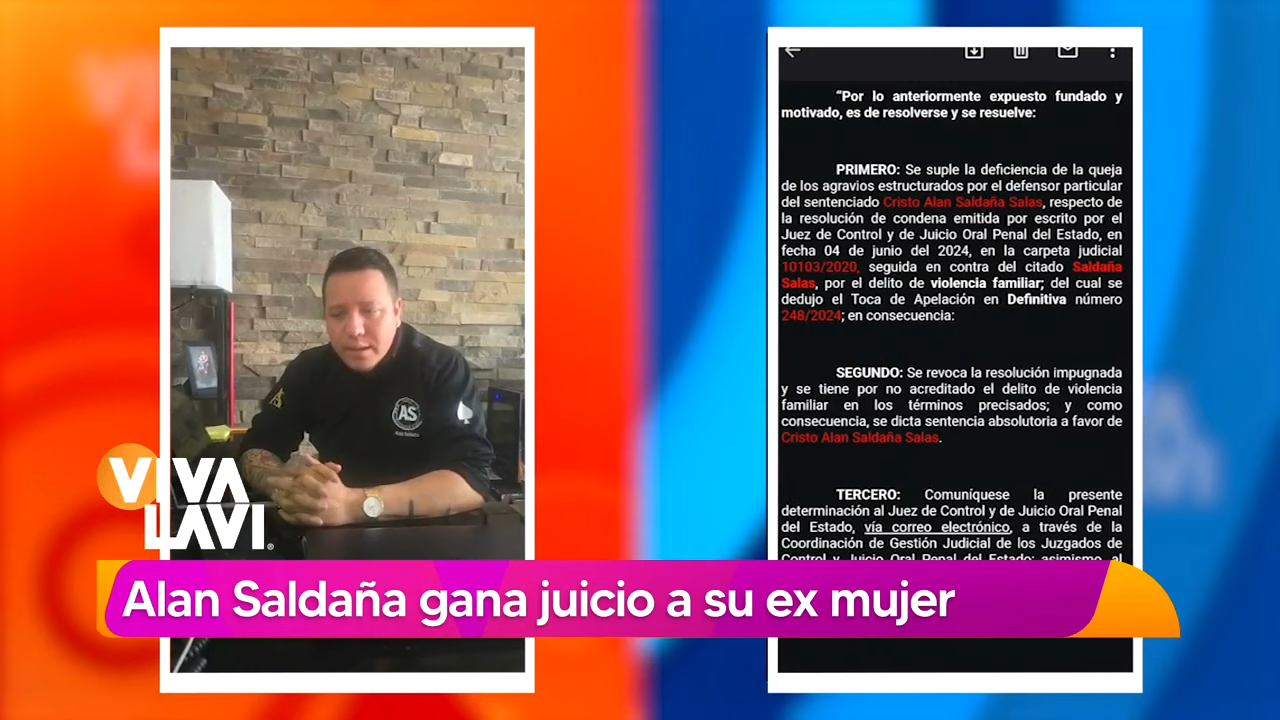 AS
"Por lo anteriormente expuesto fundado y
motivado, es de resolverse y se resuelve:
PRIMERO: Se suple la deficiencia de la queja
de los agravios estructurados por el defensor particular
del sentenciado Cristo Alan Saldaña Salas, respecto de
la resolución de condena emitida por escrito por el
Juez de Control y de Juicio Oral Penal del Estado, en
fecha 04 de junio del 2024, en la carpeta judicial
10103/2020, seguida en contra del citado Saldaña
Salas, por el delito de violencia familiar; del cual se
dedujo el Toca de Apelación en Definitiva número
248/2024; en consecuencia:
SEGUNDO: Se revoca la resolución impugnada
y se tiene por no acreditado el delito de violencia
familiar en los términos precisados; y como
consecuencia, se dicta sentencia absolutoria a favor de
Cristo Alan Saldaña Salas.
TERCERO: Comuníquese la presente
determinación al Juez de Control y de Juicio Oral Penal
del Estado, vía correo electrónico, a través de la
Coordinación de Gestión Judicial de los Juzgados de
Control y Juicio Oral Penal del Estado; asimismo, al
VIVA
LAVI
Alan Saldaña gana juicio a su ex mujer